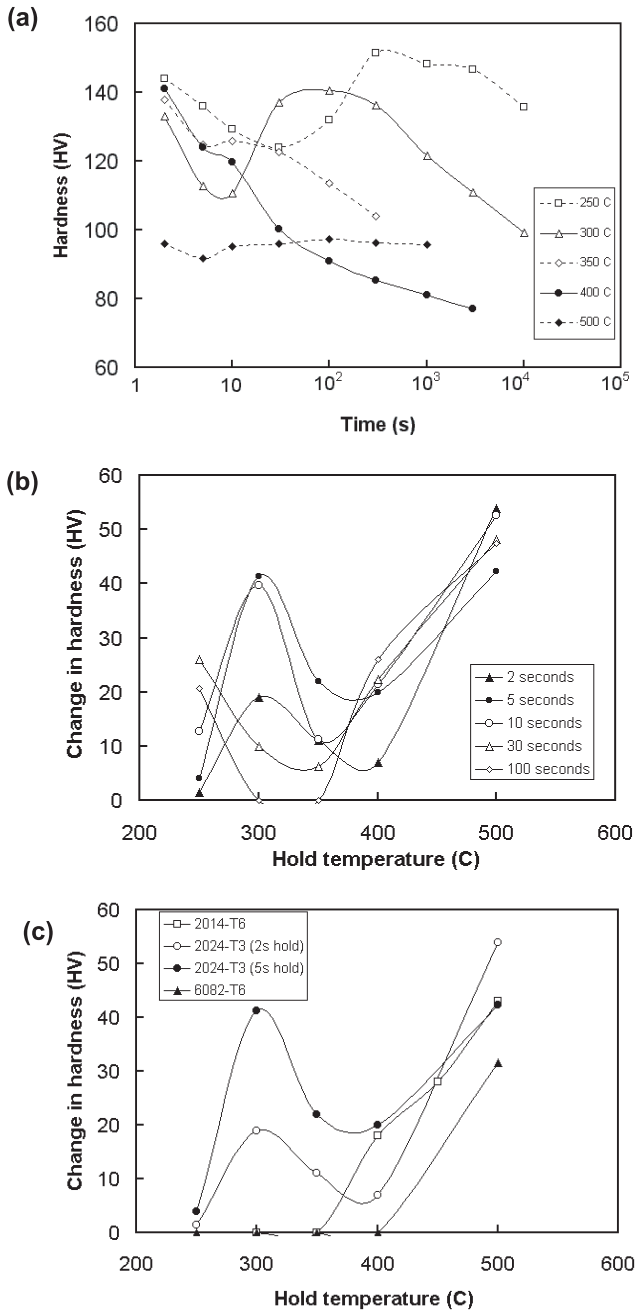 (a)
160
140
120
100
80
60
Hardness (HV)
1
10
10²
10³
10⁴
10⁵
Time (s)
250 C
300 C
350 C
400 C
500 C
(b)
60
50
40
30
20
10
0
Change in hardness (HV)
200
300
400
500
600
Hold temperature (C)
2 seconds
5 seconds
10 seconds
30 seconds
100 seconds
(c)
60
50
40
30
20
10
0
Change in hardness (HV)
2014-T6
2024-T3 (2s hold)
2024-T3 (5s hold)
6082-T6
200
300
400
500
600
Hold temperature (C)